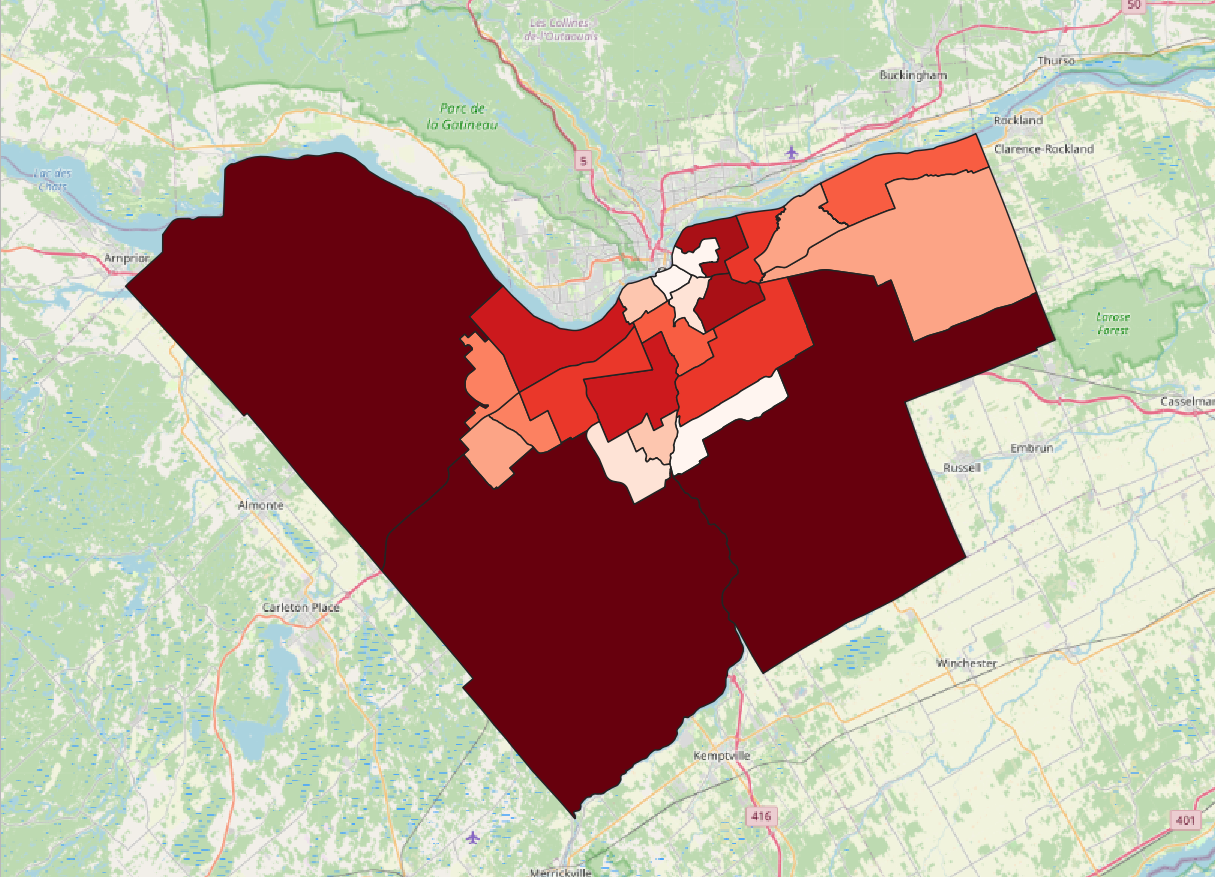 50
Les Collines
de-l'Outaouais
Thurso
Buckingham
Parc de
la Gatineau
Rockland
Clarence-Rockland
5
Lac des
Chats
Arnprior
Larose
Forest
Casselman
Embrun
Russell
Almonte
Carleton Place
Winchester
Kemptville
416
401
Merrickville